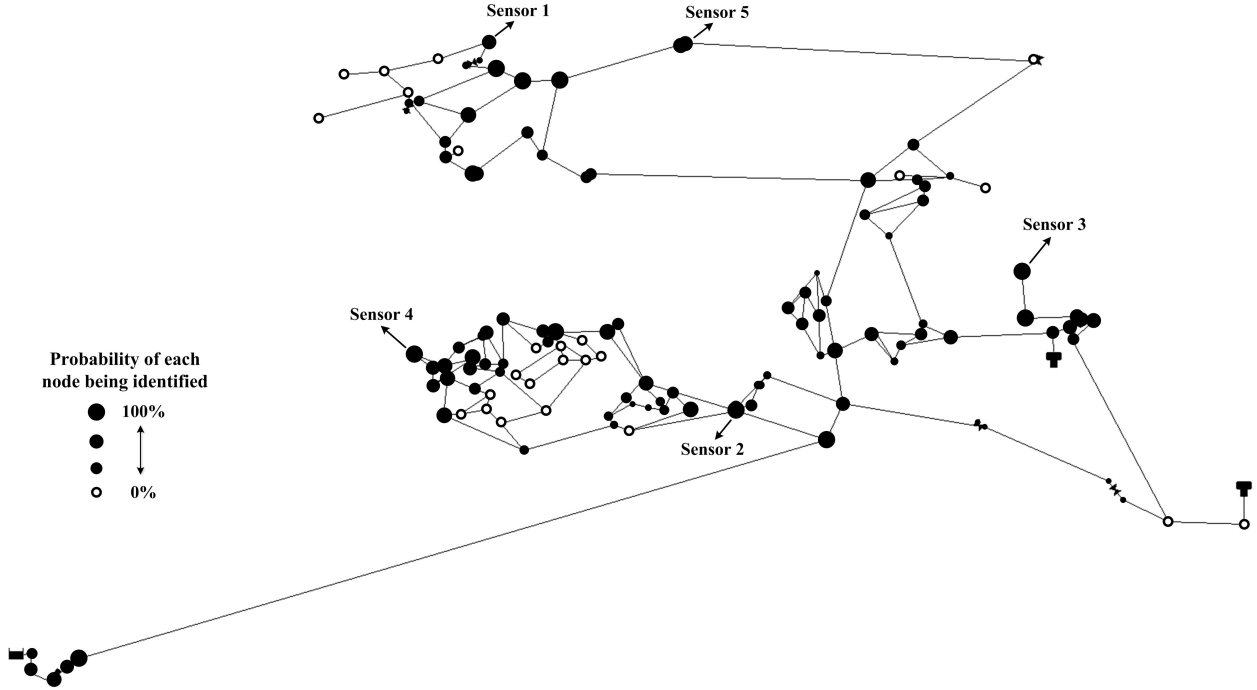 Sensor 1
Sensor 5
Sensor 3
Sensor 4
Probability of each
node being identified
100%
0%
Sensor 2